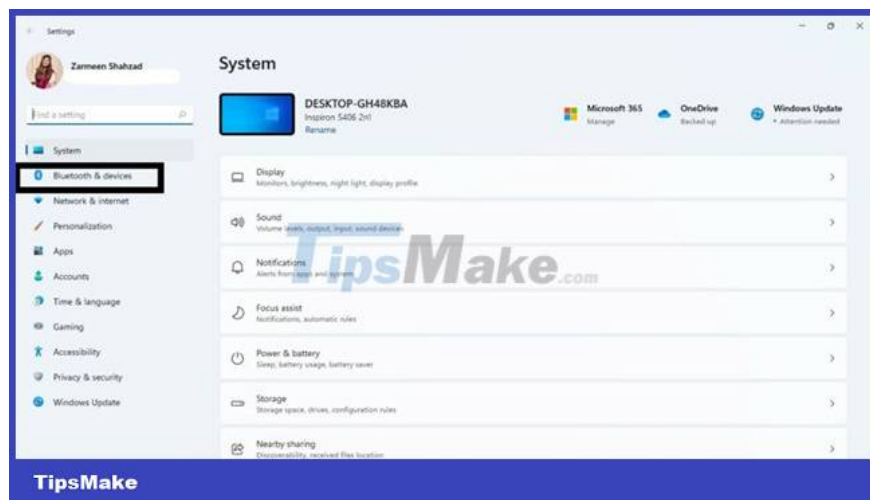 Settings
Zarmeen Shahzad
Find a setting
System
Bluetooth & devices
Network & internet
Personalization
Apps
Accounts
Time & language
Gaming
Accessibility
Privacy & security
Windows Update
System
DESKTOP-GH48KBA
Inspiron 5406 2n1
Rename
Microsoft 365
Manage
OneDrive
Backed up
Windows Update
• Attention needed
Display
Monitors, brightness, night light, display profile
Sound
Volume levels, output, input, sound devices
Notifications
Alerts from apps and system
Focus assist
Notifications, automatic rules
Power & battery
Sleep, battery usage, battery saver
Storage
Storage space, drives, configuration rules
Nearby sharing
Discoverability, received files location
TipsMake.com
TipsMake